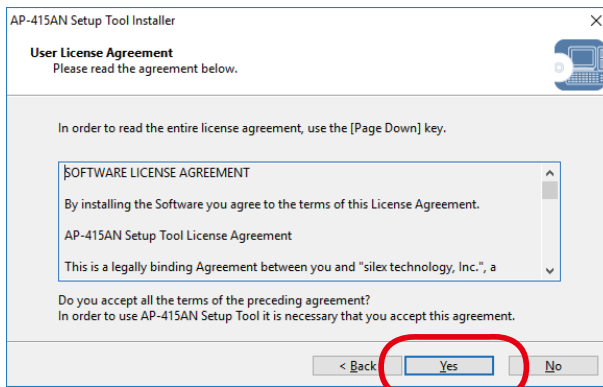 AP-415AN Setup Tool Installer
User License Agreement
Please read the agreement below.
In order to read the entire license agreement, use the [Page Down] key.
SOFTWARE LICENSE AGREEMENT
By installing the Software you agree to the terms of this License Agreement.
AP-415AN Setup Tool License Agreement
This is a legally binding Agreement between you and "silex technology, Inc.", a
Do you accept all the terms of the preceding agreement?
In order to use AP-415AN Setup Tool it is necessary that you accept this agreement.
< Back Yes No